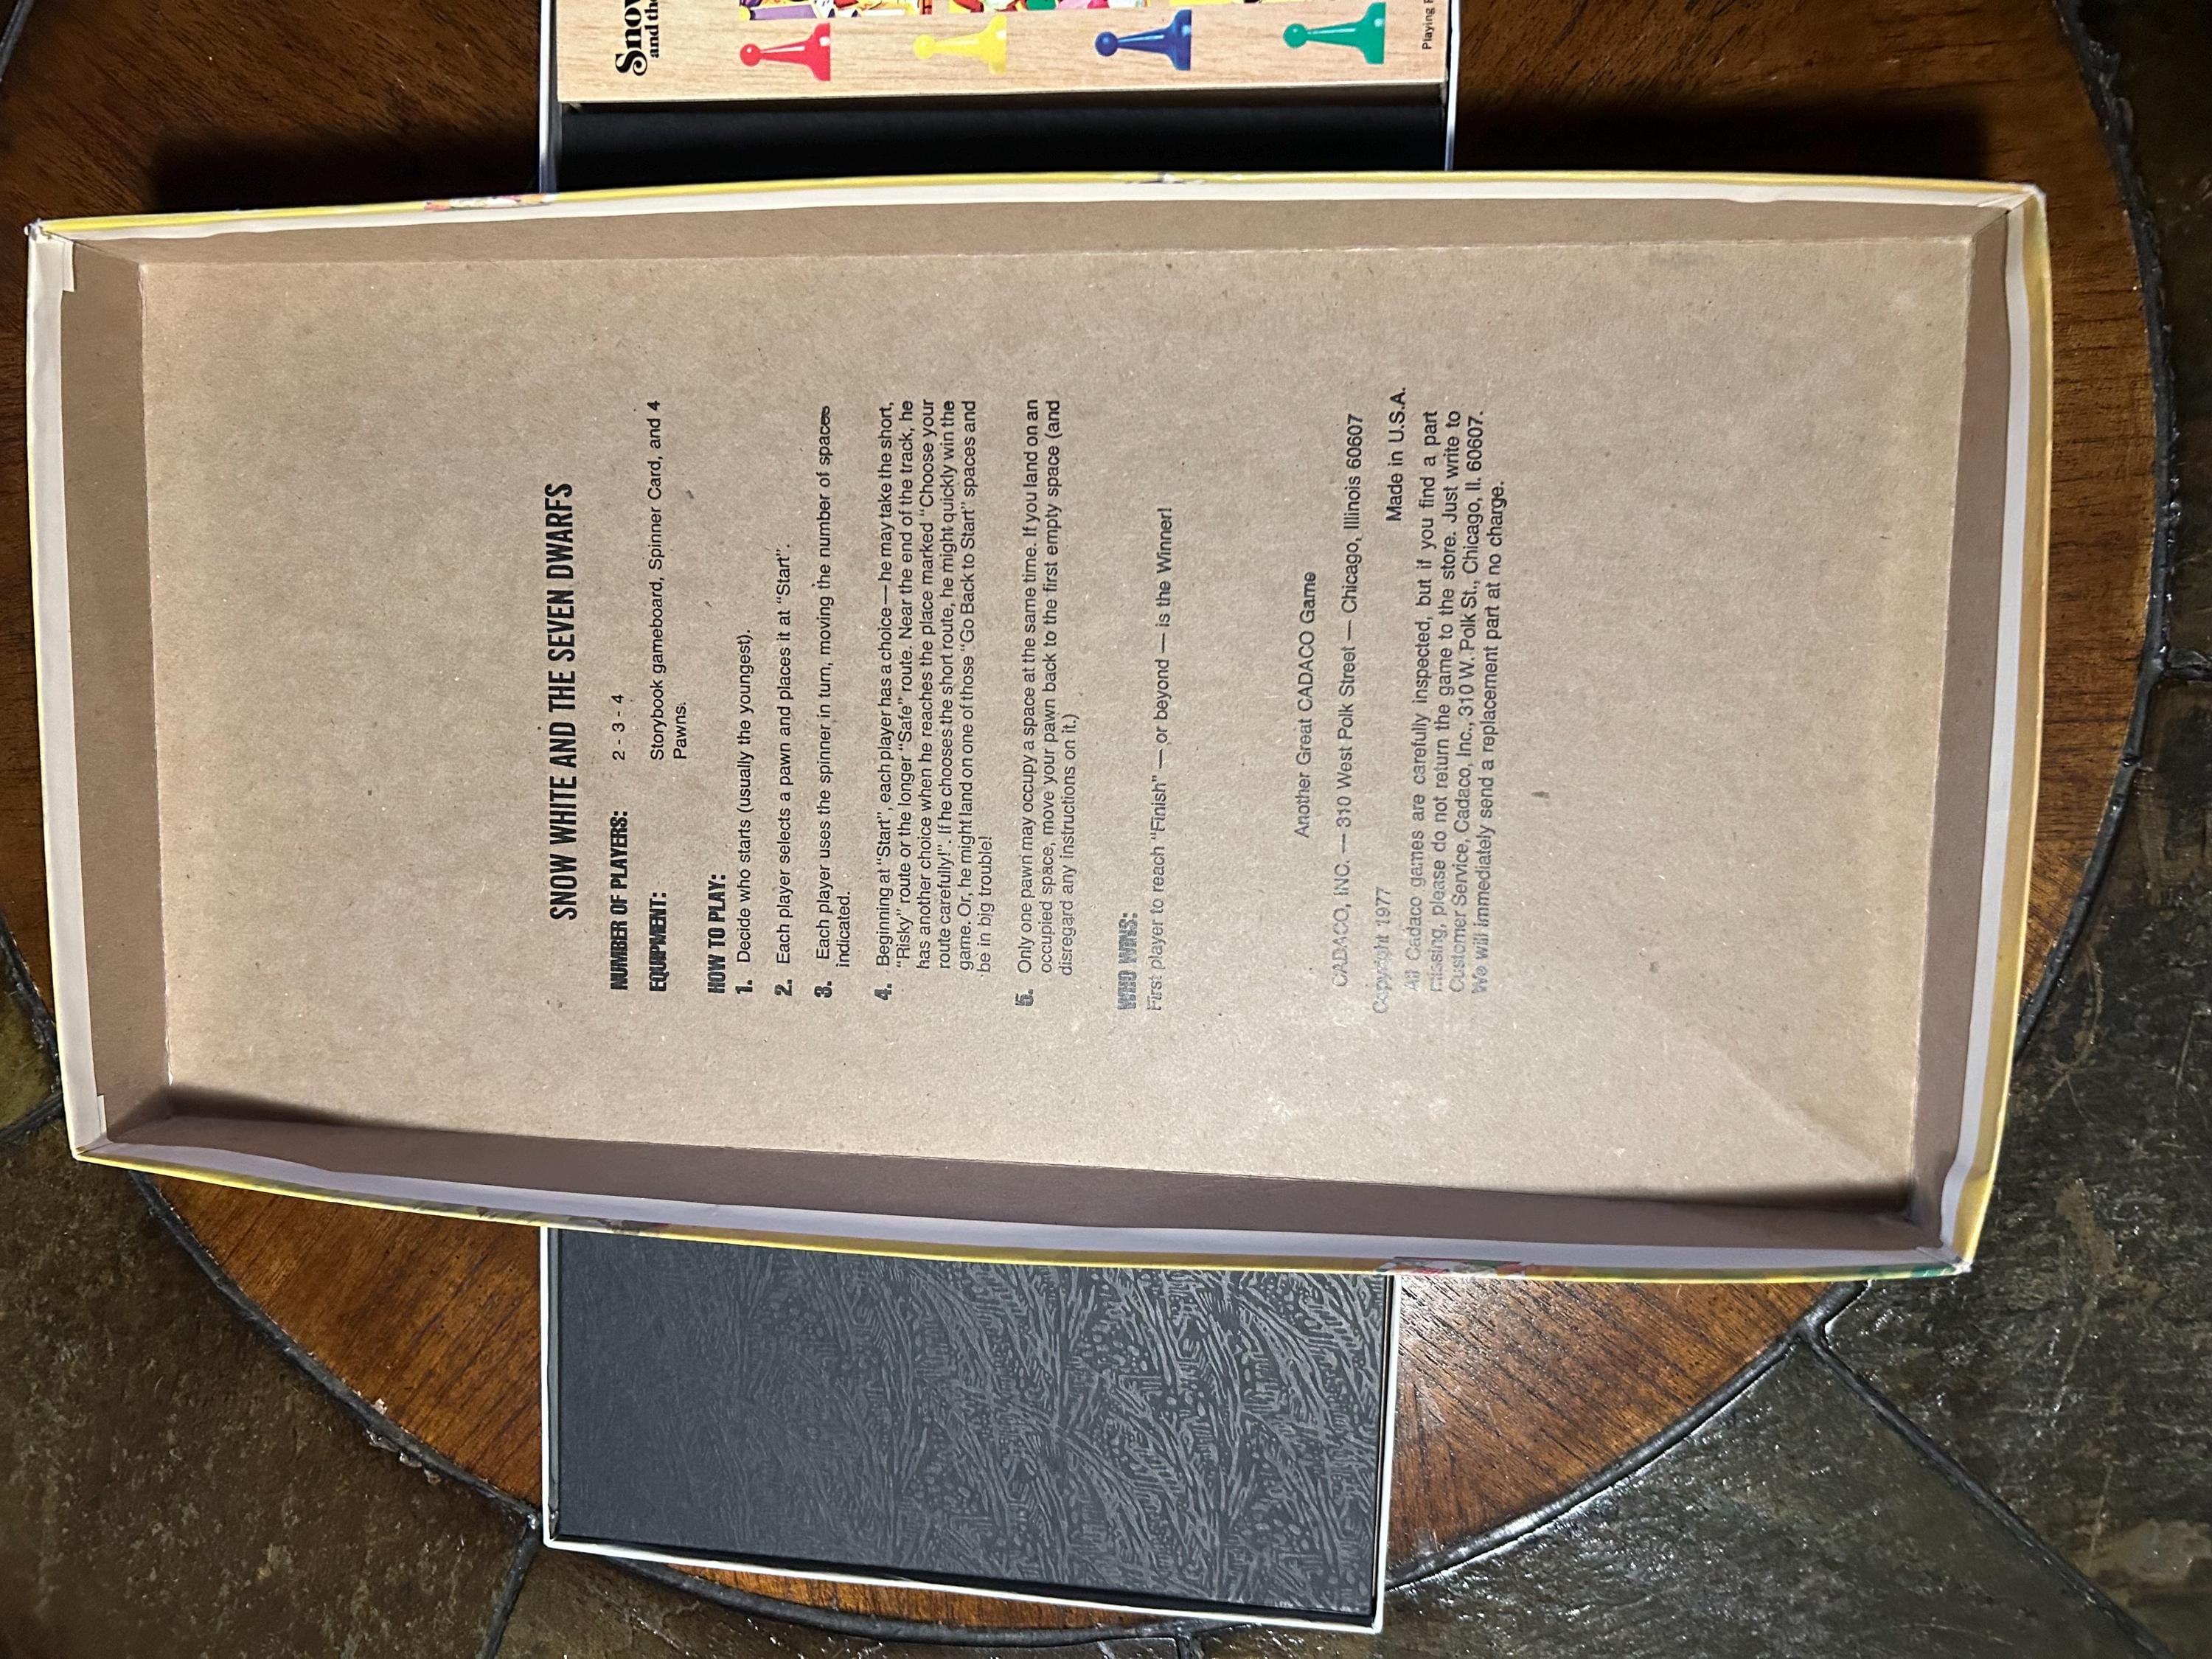 Snow
and the
Playing
SNOW WHITE AND THE SEVEN DWARFS
NUMBER OF PLAYERS: 2 - 3 - 4
EQUIPMENT: Storybook gameboard, Spinner Card, and 4
Pawns.
HOW TO PLAY:
1. Decide who starts (usually the youngest).
2. Each player selects a pawn and places it at "Start".
3. Each player uses the spinner in turn, moving the number of spaces
indicated.
4. Beginning at "Start", each player has a choice — he may take the short,
"Risky" route or the longer "Safe" route. Near the end of the track, he
has another choice when he reaches the place marked "Choose your
route carefully!". If he chooses the short route, he might quickly win the
game. Or, he might land on one of those "Go Back to Start" spaces and
be in big trouble!
5. Only one pawn may occupy a space at the same time. If you land on an
occupied space, move your pawn back to the first empty space (and
disregard any instructions on it.)
WHO WINS:
First player to reach "Finish" — or beyond — is the Winner!
Another Great CADACO Game
CADACO, INC. — 310 West Polk Street — Chicago, Illinois 60607
Copyright 1977 Made in U.S.A.
All Cadaco games are carefully inspected, but if you find a part
missing, please do not return the game to the store. Just write to
Customer Service, Cadaco, Inc., 310 W. Polk St., Chicago, Il. 60607.
We will immediately send a replacement part at no charge.